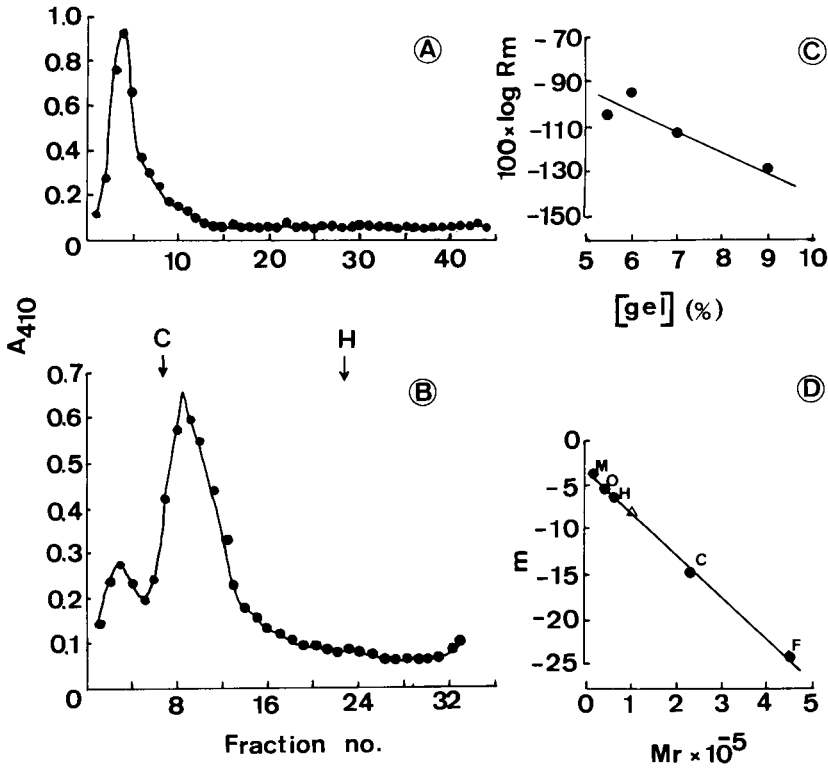 A
1.0
0.8
0.6
0.4
0.2
0
10
20
30
40
A410
C
H
B
0.7
0.6
0.5
0.4
0.3
0.2
0.1
0
8
16
24
32
Fraction no.
C
100×log Rm
-70
-90
-110
-130
-150
5
6
7
8
9
10
[gel] (%)
D
m
0
-5
-10
-15
-20
-25
M
O
H
C
F
0
1
2
3
4
5
Mr × 10-5